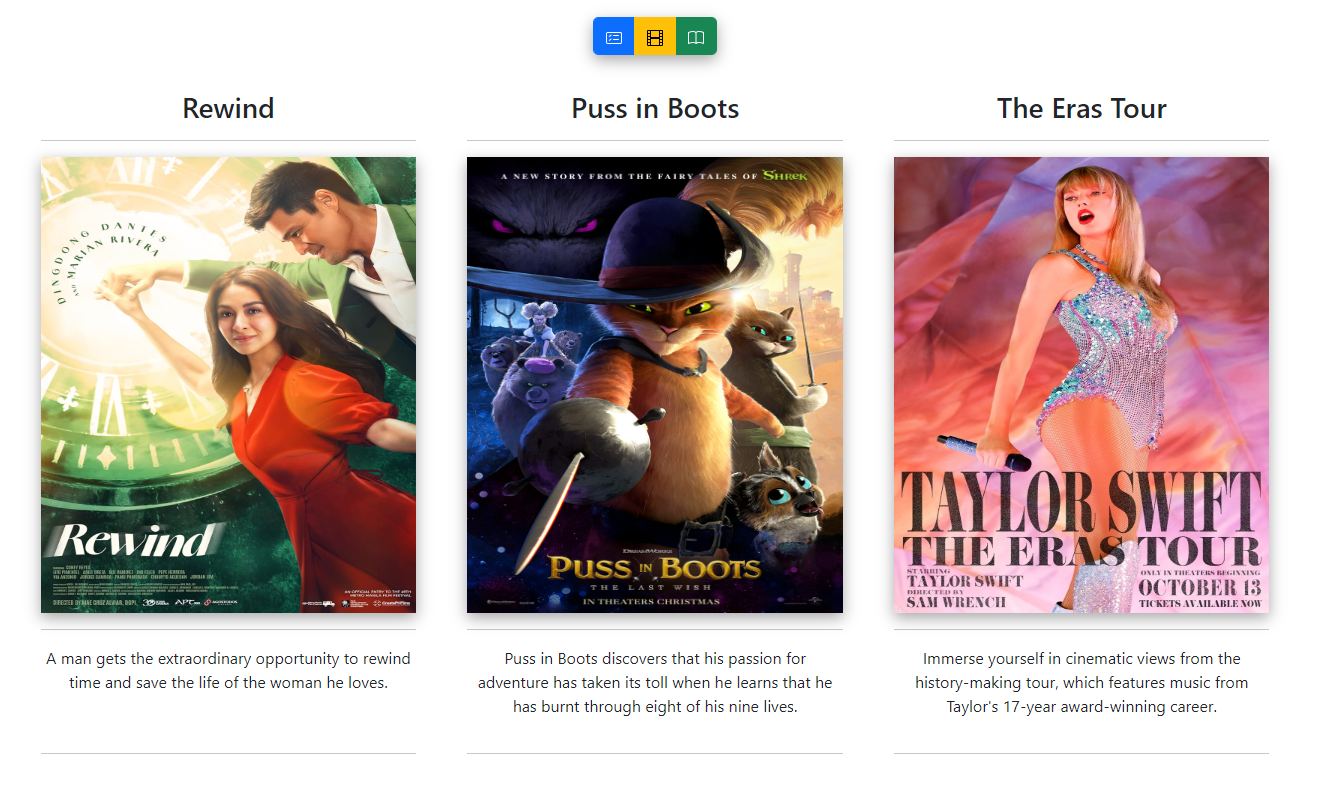 Rewind
Puss in Boots
The Eras Tour
DINGDONG DANTES
AND MARIAN RIVERA
Rewind
DIRECTED BY MAE CRUZ ALVIAR, DGPI
AN OFFICIAL ENTRY TO THE 49TH
METRO MANILA FILM FESTIVAL
A NEW STORY FROM THE FAIRY TALES OF SHREK
DREAMWORKS
PUSS IN BOOTS
THE LAST WISH
IN THEATERS CHRISTMAS
TAYLOR SWIFT
THE ERAS TOUR
STARRING
TAYLOR SWIFT
DIRECTED BY
SAM WRENCH
ONLY IN THEATERS BEGINNING
OCTOBER 13
TICKETS AVAILABLE NOW
A man gets the extraordinary opportunity to rewind
time and save the life of the woman he loves.
Puss in Boots discovers that his passion for
adventure has taken its toll when he learns that he
has burnt through eight of his nine lives.
Immerse yourself in cinematic views from the
history-making tour, which features music from
Taylor's 17-year award-winning career.